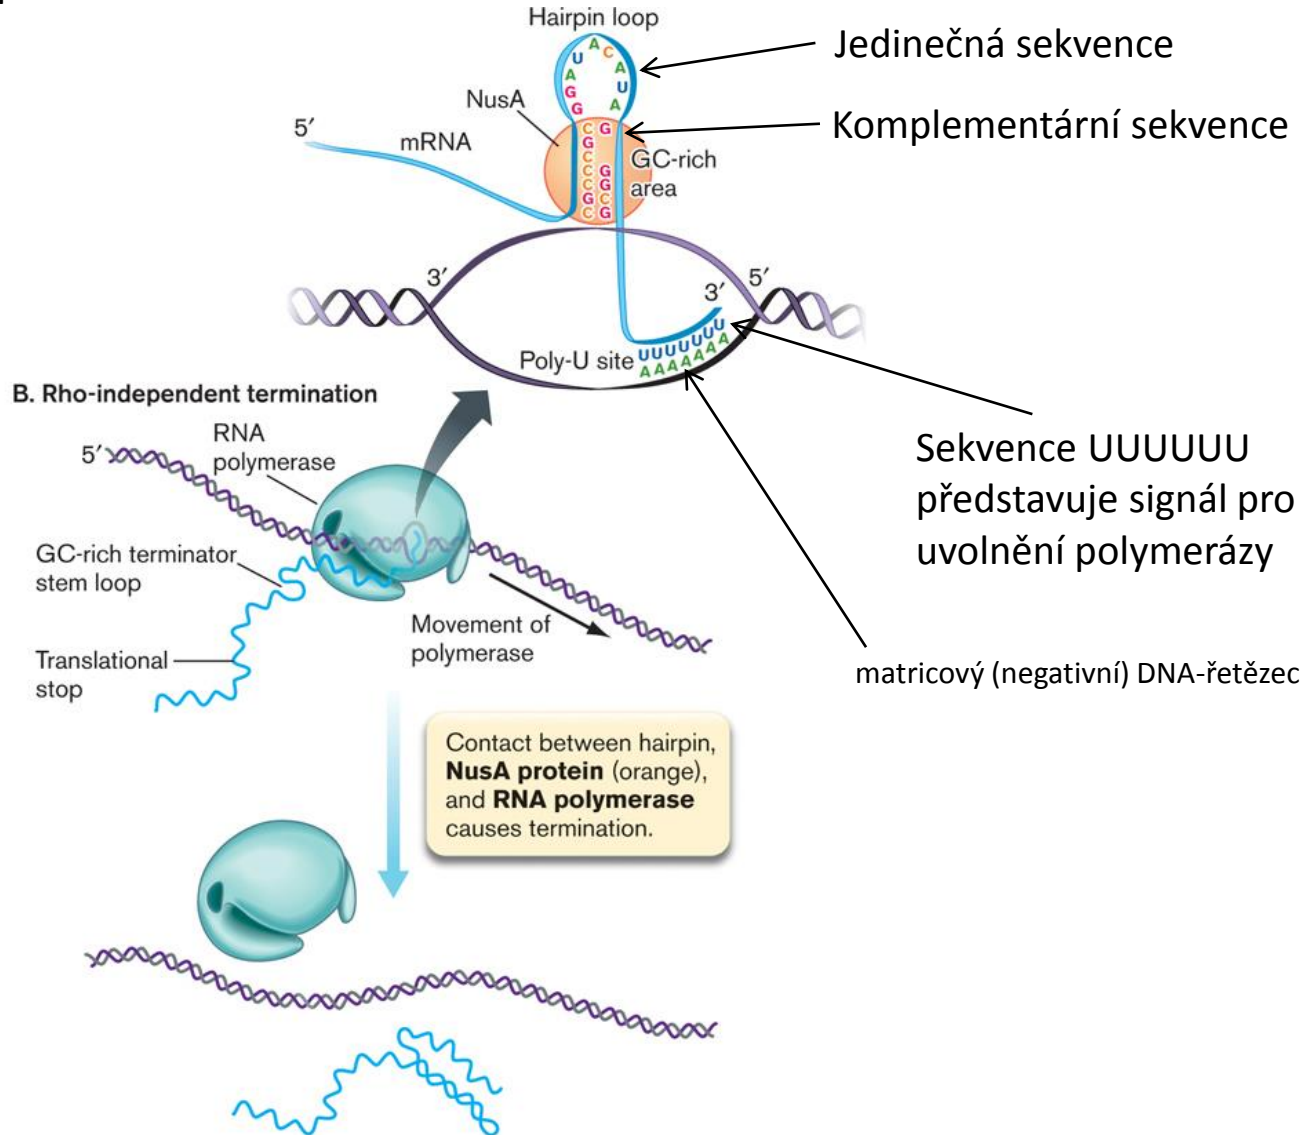 Hairpin loop
Jedinečná sekvence
A
C
U
A
A
U
G
A
G
NusA
Komplementární sekvence
5′
mRNA
C G
G
C
C G
C G
G C
C G
GC-rich
area
3′
5′
3′
UUUUUUU
Poly-U site
AAAAAAA
B. Rho-independent termination
RNA
polymerase
5′
Sekvence UUUUUU
představuje signál pro
uvolnění polymerázy
GC-rich terminator
stem loop
Movement of
polymerase
Translational
stop
matricový (negativní) DNA-řetězec
Contact between hairpin,
NusA protein (orange),
and RNA polymerase
causes termination.